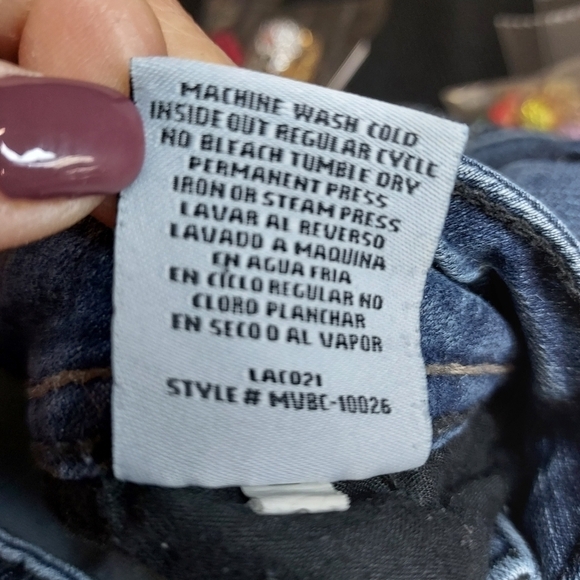 MACHINE WASH COLD
INSIDE OUT REGULAR CYCLE
NO BLEACH TUMBLE DRY
PERMANENT PRESS
IRON OR STEAM PRESS
LAVAR AL REVERSO
LAVADO A MAQUINA
EN AGUA FRIA
EN CICLO REGULAR NO
CLORO PLANCHAR
EN SECO O AL VAPOR
LAC021
STYLE # MVBC-10026